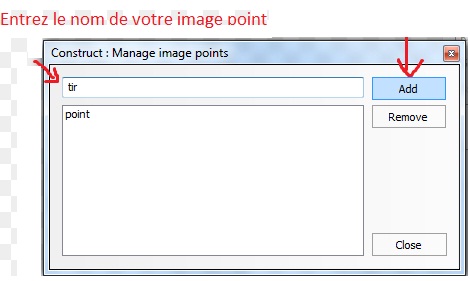 Entrez le nom de votre image point
Construct : Manage image points
tir
Add
point
Remove
Close